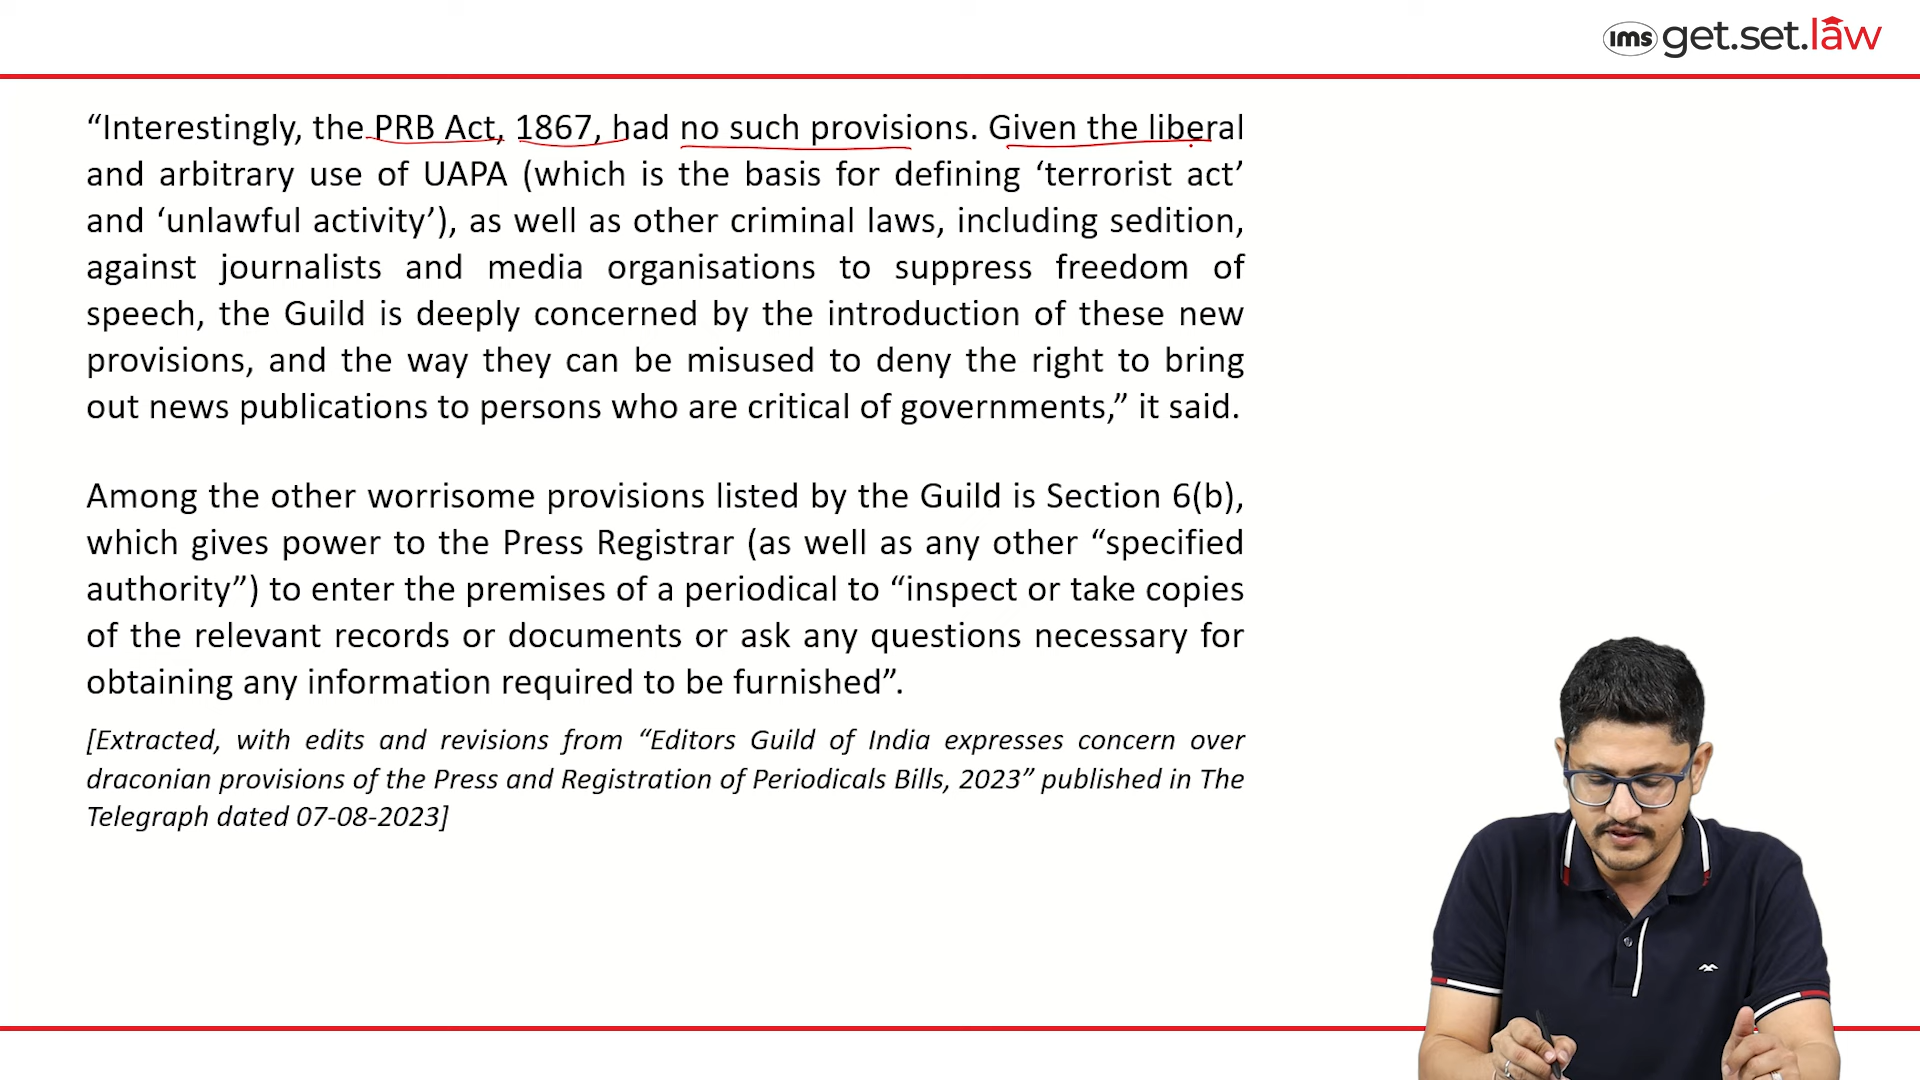 ims get.set.law
“Interestingly, the PRB Act, 1867, had no such provisions. Given the liberal
and arbitrary use of UAPA (which is the basis for defining ‘terrorist act’
and ‘unlawful activity’), as well as other criminal laws, including sedition,
against journalists and media organisations to suppress freedom of
speech, the Guild is deeply concerned by the introduction of these new
provisions, and the way they can be misused to deny the right to bring
out news publications to persons who are critical of governments,” it said.
Among the other worrisome provisions listed by the Guild is Section 6(b),
which gives power to the Press Registrar (as well as any other “specified
authority”) to enter the premises of a periodical to “inspect or take copies
of the relevant records or documents or ask any questions necessary for
obtaining any information required to be furnished”.
[Extracted, with edits and revisions from “Editors Guild of India expresses concern over
draconian provisions of the Press and Registration of Periodicals Bills, 2023” published in The
Telegraph dated 07-08-2023]